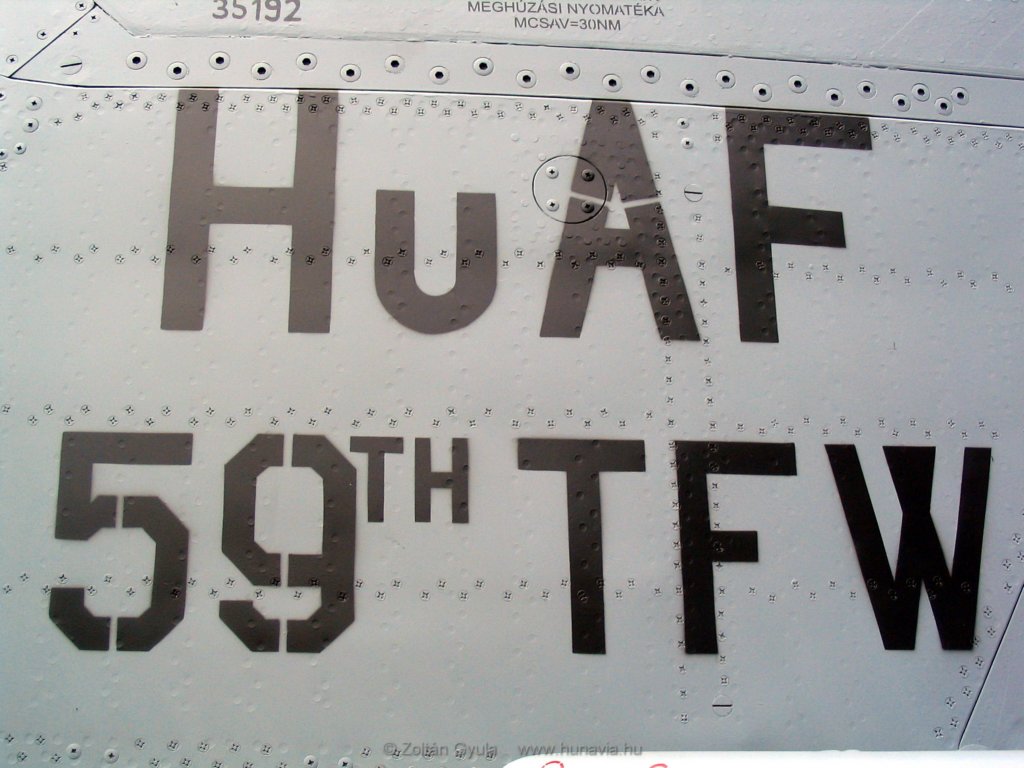 35192
MEGHÚZÁSI NYOMATÉKA
MCSAV=30NM
HuAF
59TH TFW
© Zoltán Gyula www.hunavia.hu